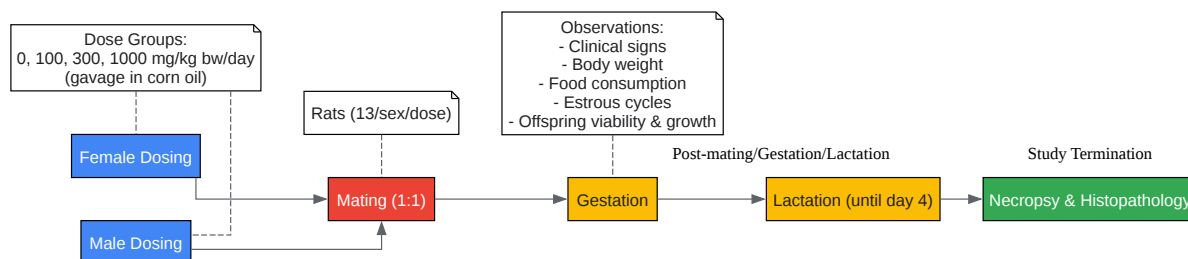 Dose Groups:
0, 100, 300, 1000 mg/kg bw/day
(gavage in corn oil)
Observations:
- Clinical signs
- Body weight
- Food consumption
- Estrous cycles
- Offspring viability & growth
Rats (13/sex/dose)
Female Dosing
Male Dosing
Mating (1:1)
Gestation
Post-mating/Gestation/Lactation
Lactation (until day 4)
Study Termination
Necropsy & Histopathology